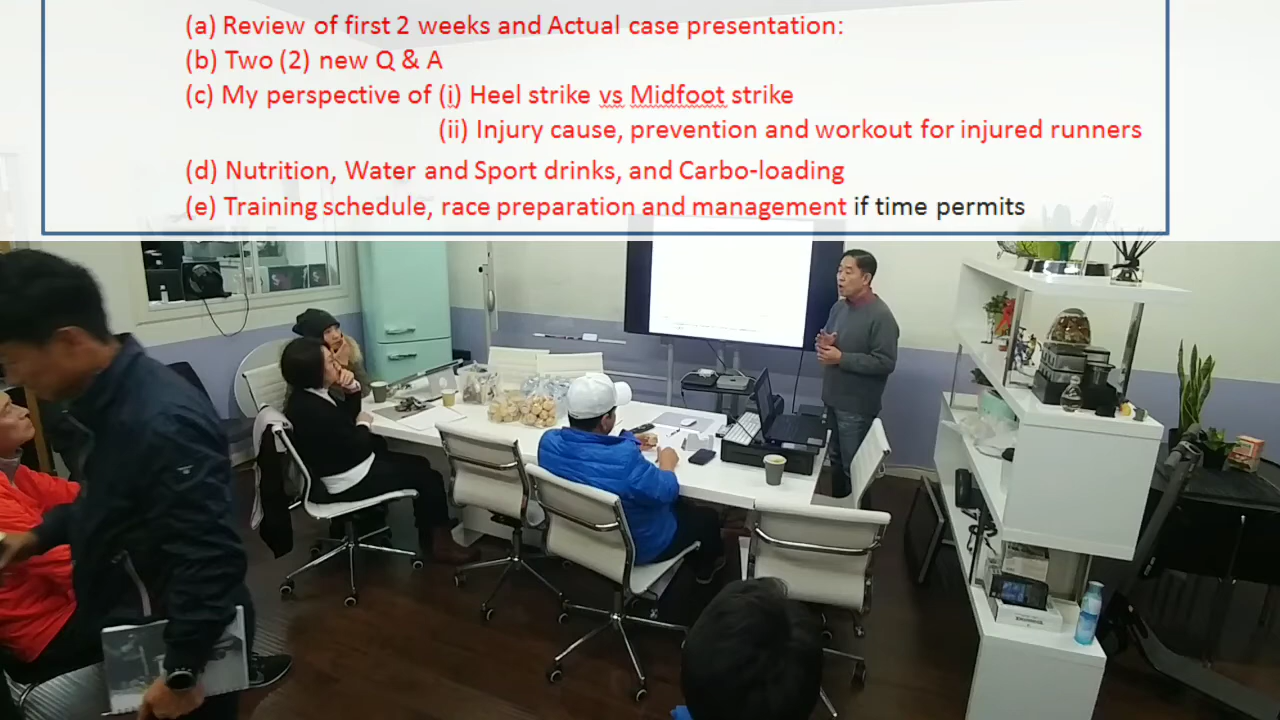 (a) Review of first 2 weeks and Actual case presentation:
(b) Two (2) new Q & A
(c) My perspective of (i) Heel strike vs Midfoot strike
(ii) Injury cause, prevention and workout for injured runners
(d) Nutrition, Water and Sport drinks, and Carbo-loading
(e) Training schedule, race preparation and management if time permits